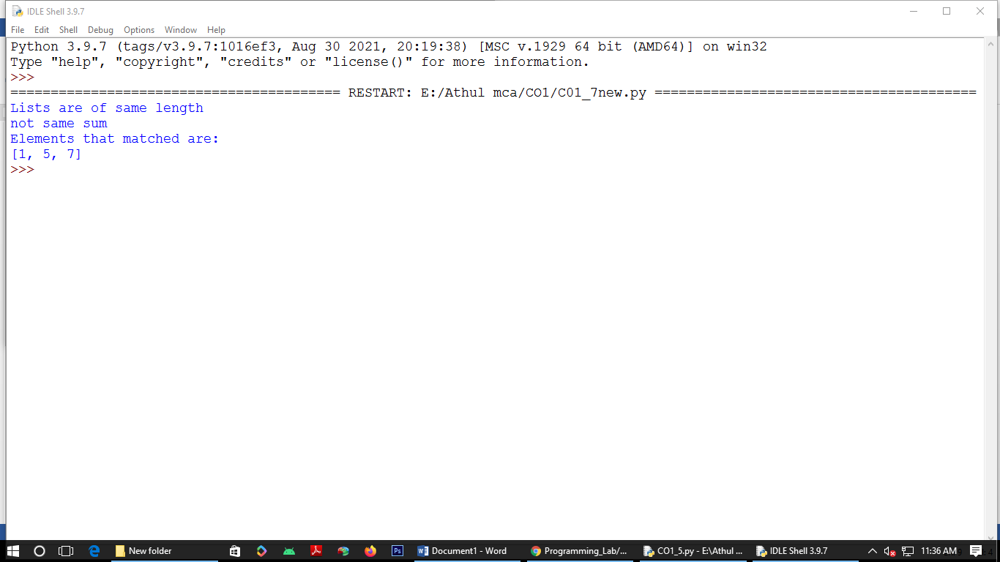 IDLE Shell 3.9.7
File Edit Shell Debug Options Window Help
Python 3.9.7 (tags/v3.9.7:1016ef3, Aug 30 2021, 20:19:38) [MSC v.1929 64 bit (AMD64)] on win32
Type "help", "copyright", "credits" or "license()" for more information.
>>>
========================================= RESTART: E:/Athul mca/CO1/C01_7new.py ========================================
Lists are of same length
not same sum
Elements that matched are:
[1, 5, 7]
>>>
New folder Ps Document1 - Word Programming_Lab/... CO1_5.py - E:\Athul ... IDLE Shell 3.9.7 11:36 AM